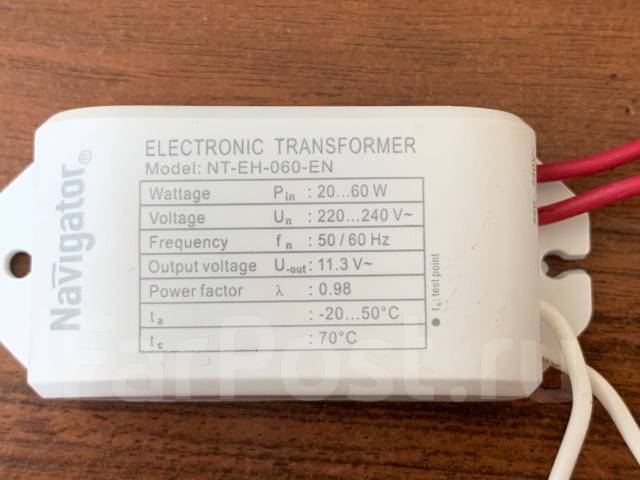 Navigator®
ELECTRONIC TRANSFORMER
Model: NT-EH-060-EN
Wattage Pin : 20...60 W
Voltage Un : 220...240 V~
Frequency fn : 50 / 60 Hz
Output voltage U-out : 11.3 V~
Power factor λ : 0.98
ta : -20...50°C
tc : 70°C
● tc: test point
FarPost.ru